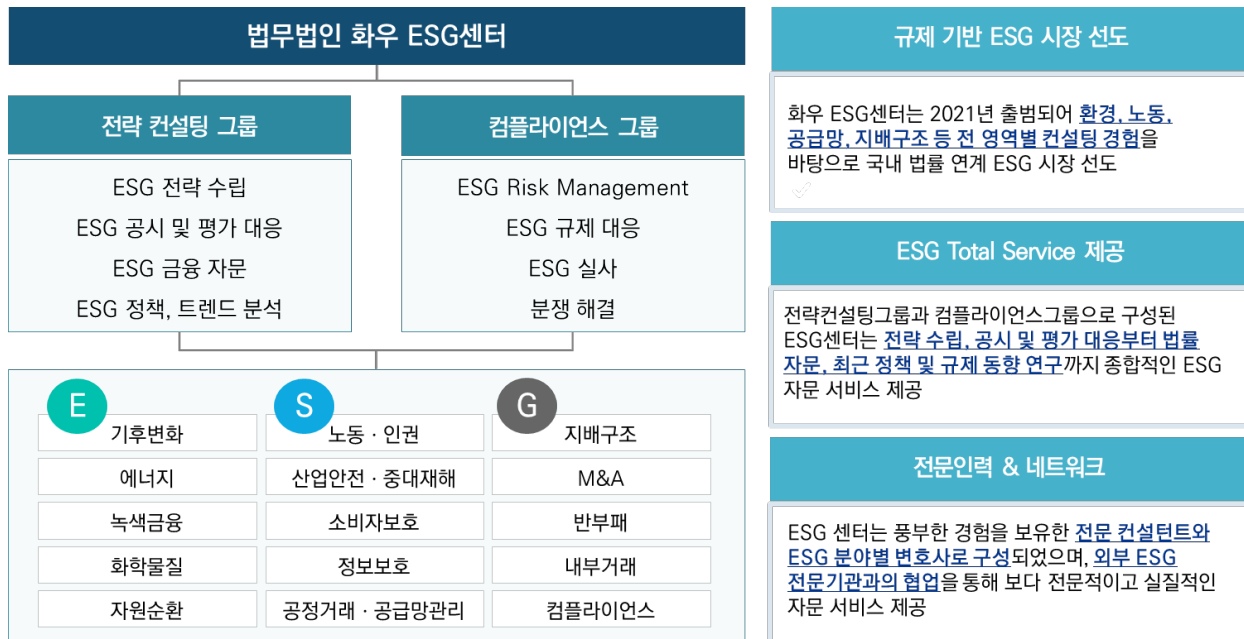 법무법인 화우 ESG센터
전략 컨설팅 그룹
ESG 전략 수립
ESG 공시 및 평가 대응
ESG 금융 자문
ESG 정책, 트렌드 분석
컴플라이언스 그룹
ESG Risk Management
ESG 규제 대응
ESG 실사
분쟁 해결
E
기후변화
에너지
녹색금융
화학물질
자원순환
S
노동 · 인권
산업안전 · 중대재해
소비자보호
정보보호
공정거래 · 공급망관리
G
지배구조
M&A
반부패
내부거래
컴플라이언스
규제 기반 ESG 시장 선도
화우 ESG센터는 2021년 출범되어 환경, 노동,
공급망, 지배구조 등 전 영역별 컨설팅 경험을
바탕으로 국내 법률 연계 ESG 시장 선도
ESG Total Service 제공
전략컨설팅그룹과 컴플라이언스그룹으로 구성된
ESG센터는 전략 수립, 공시 및 평가 대응부터 법률
자문, 최근 정책 및 규제 동향 연구까지 종합적인 ESG
자문 서비스 제공
전문인력 & 네트워크
ESG 센터는 풍부한 경험을 보유한 전문 컨설턴트와
ESG 분야별 변호사로 구성되었으며, 외부 ESG
전문기관과의 협업을 통해 보다 전문적이고 실질적인
자문 서비스 제공